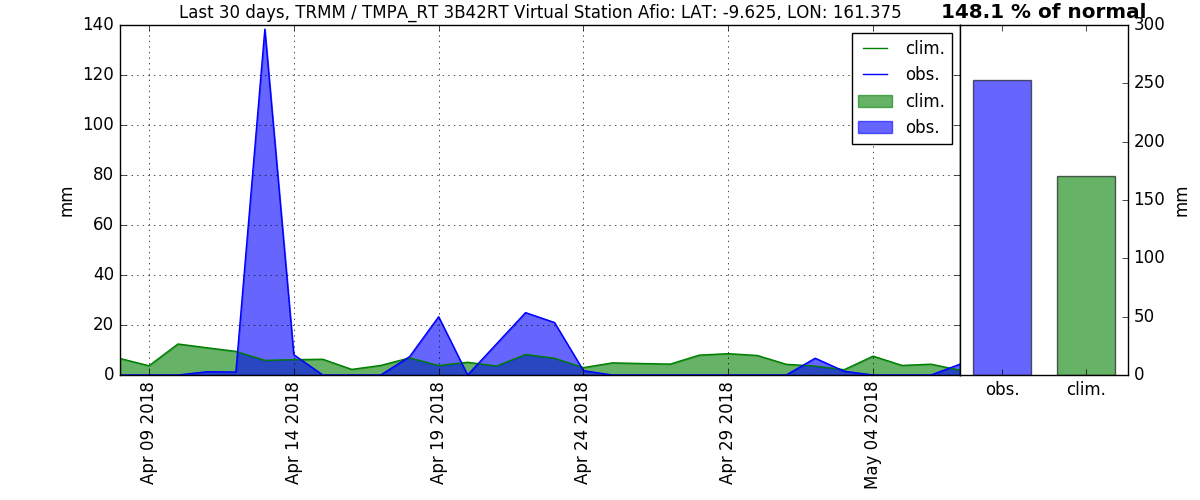 Last 30 days, TRMM / TMPA_RT 3B42RT Virtual Station Afio: LAT: -9.625, LON: 161.375
148.1 % of normal
140
120
100
80
60
40
20
0
mm
clim.
obs.
clim.
obs.
Apr 09 2018
Apr 14 2018
Apr 19 2018
Apr 24 2018
Apr 29 2018
May 04 2018
300
250
200
150
100
50
0
mm
obs.
clim.